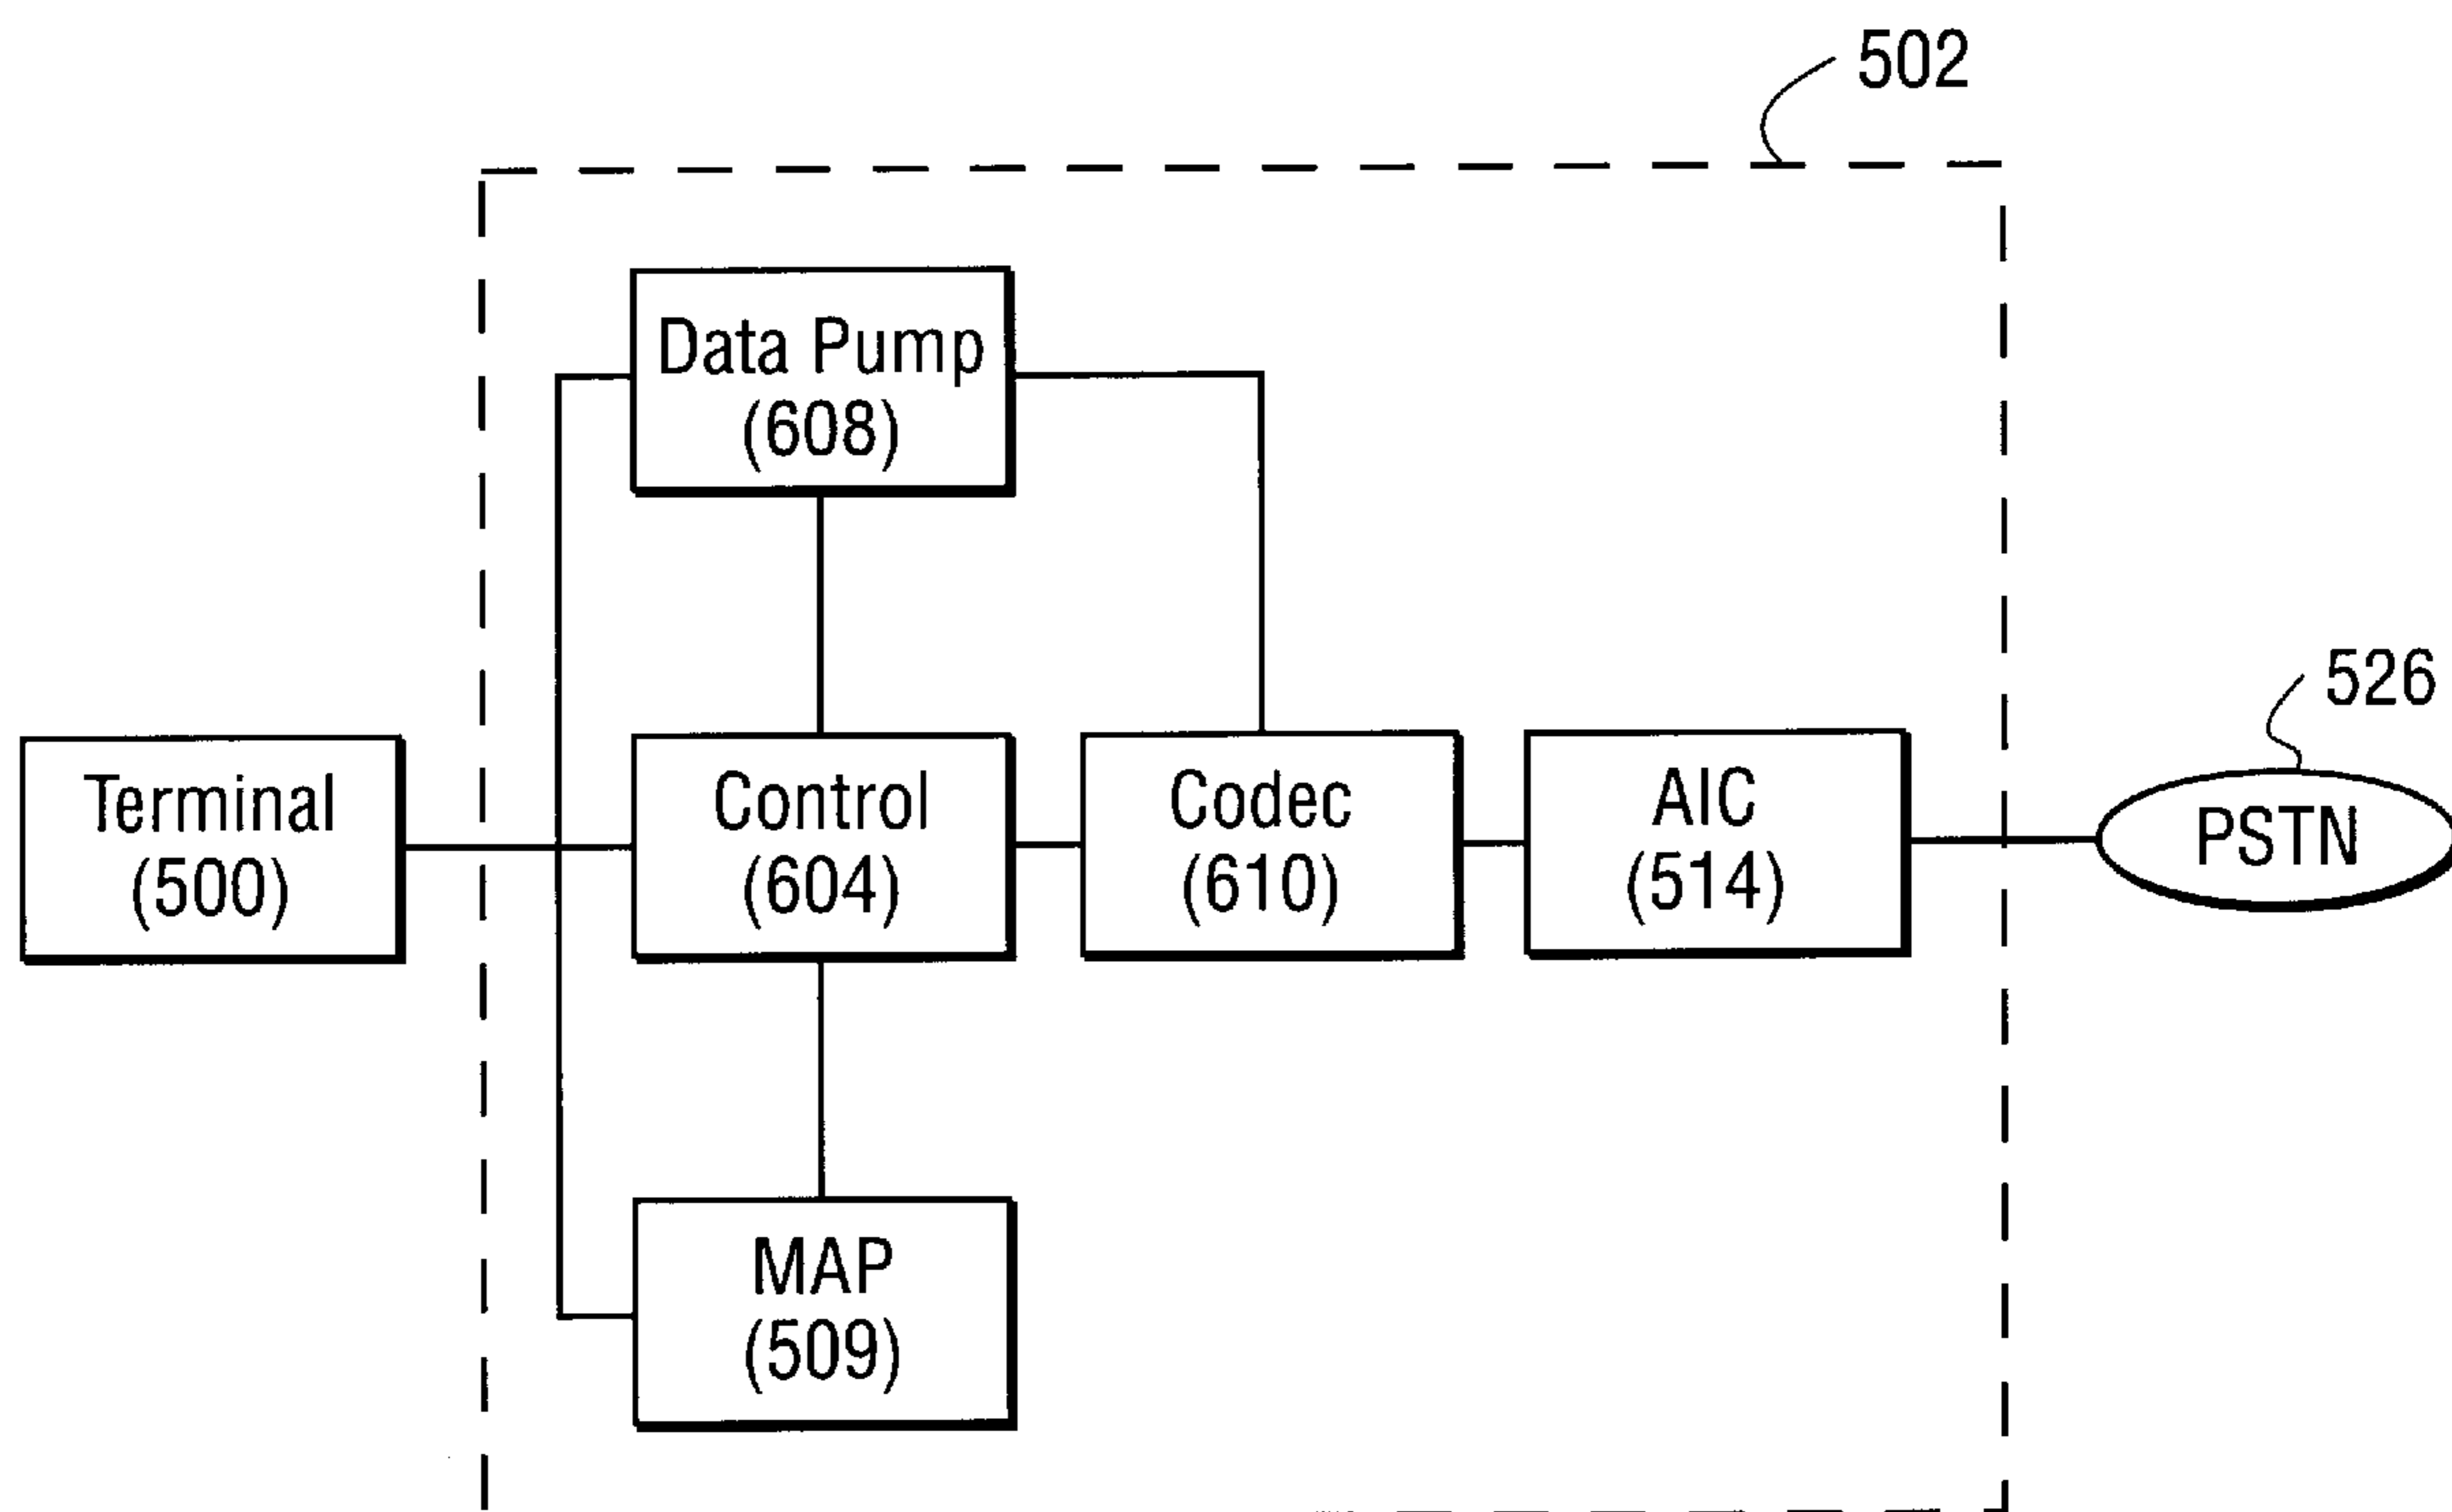 502
Data Pump
(608)
526
Terminal
(500)
Control
(604)
Codec
(610)
AIC
(514)
PSTN
MAP
(509)